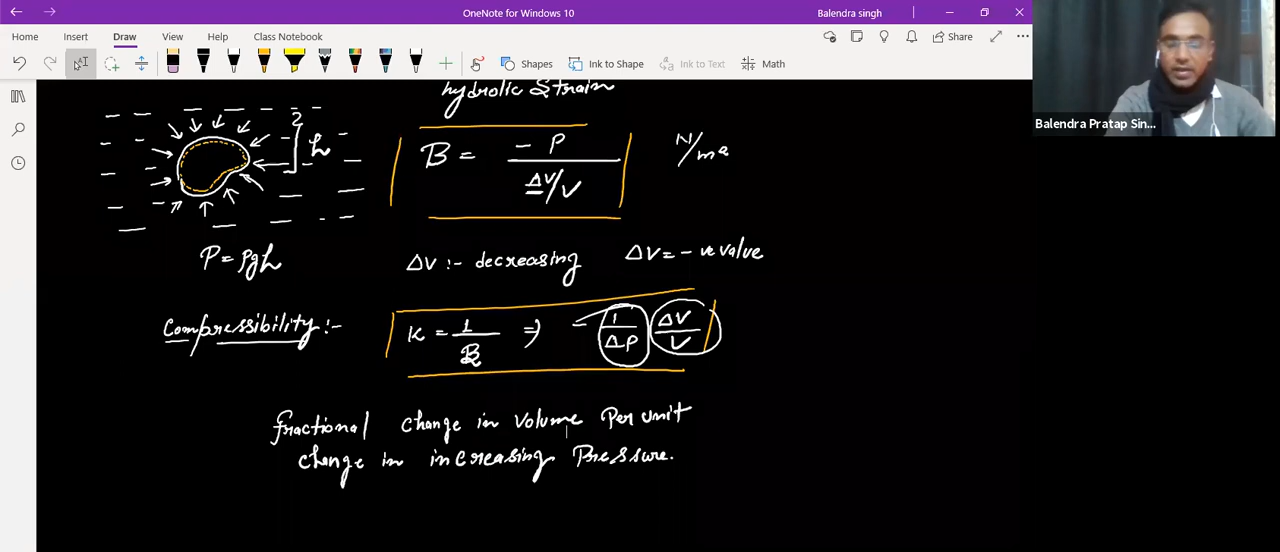 OneNote for Windows 10
Balendra singh
Home Insert Draw View Help Class Notebook
Share
Shapes Ink to Shape Ink to Text Math
Balendra Pratap Sin...
hydrolic Strain
h
B = - P / ΔV/V
N/m2
P = ρgh
ΔV :- decreasing ΔV = - ve value
Compressibility :-
K = 1/B ⇒ - 1/ΔP ΔV/V
fractional change in volume Per unit
change in increasing Pressure.